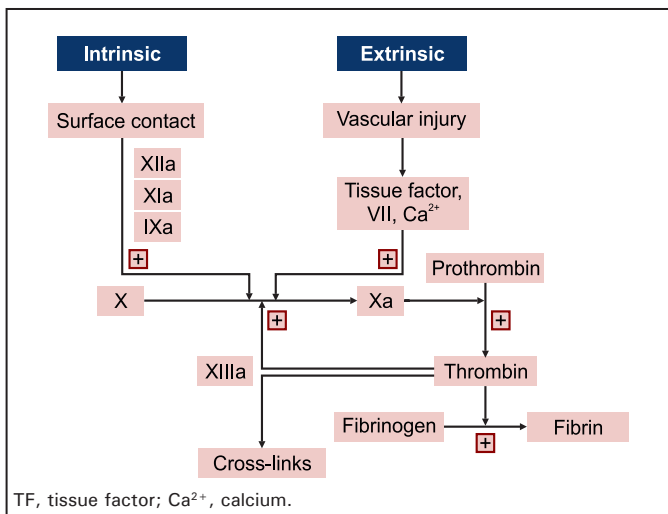 Intrinsic
Extrinsic
Surface contact
Vascular injury
XIIa
XIa
IXa
Tissue factor,
VII, Ca²⁺
+
+
Prothrombin
X
Xa
+
+
XIIIa
Thrombin
Fibrinogen
Fibrin
+
Cross-links
TF, tissue factor; Ca²⁺, calcium.